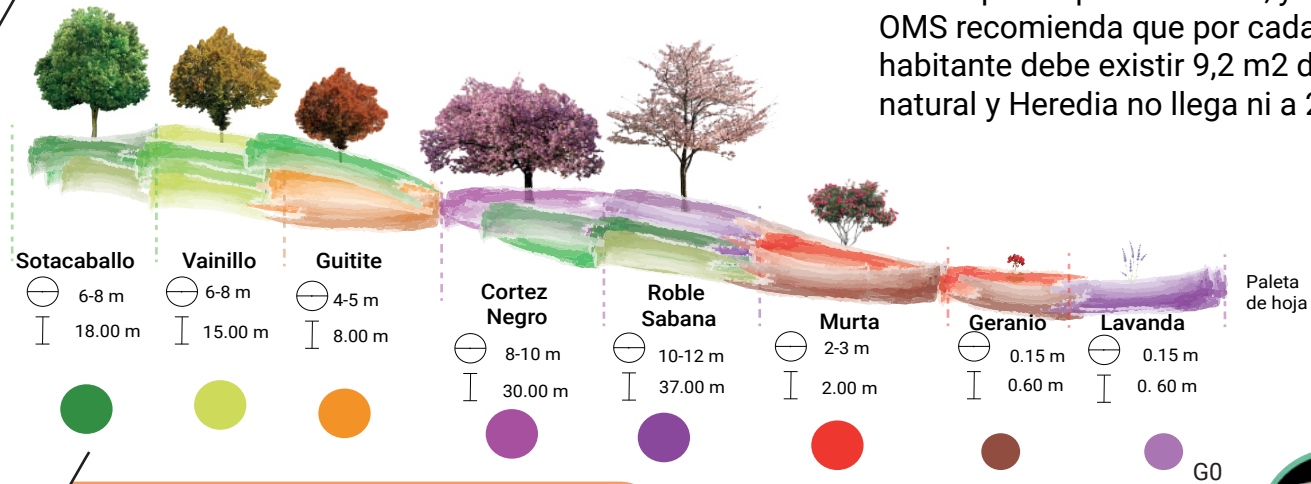 OMS recomienda que por cada
habitante debe existir 9,2 m2 d
natural y Heredia no llega ni a 2
Sotacaballo
6-8 m
18.00 m
Vainillo
6-8 m
15.00 m
Guitite
4-5 m
8.00 m
Cortez
Negro
8-10 m
30.00 m
Roble
Sabana
10-12 m
37.00 m
Murta
2-3 m
2.00 m
Geranio
0.15 m
0.60 m
Lavanda
0.15 m
0. 60 m
Paleta
de hoja
G0